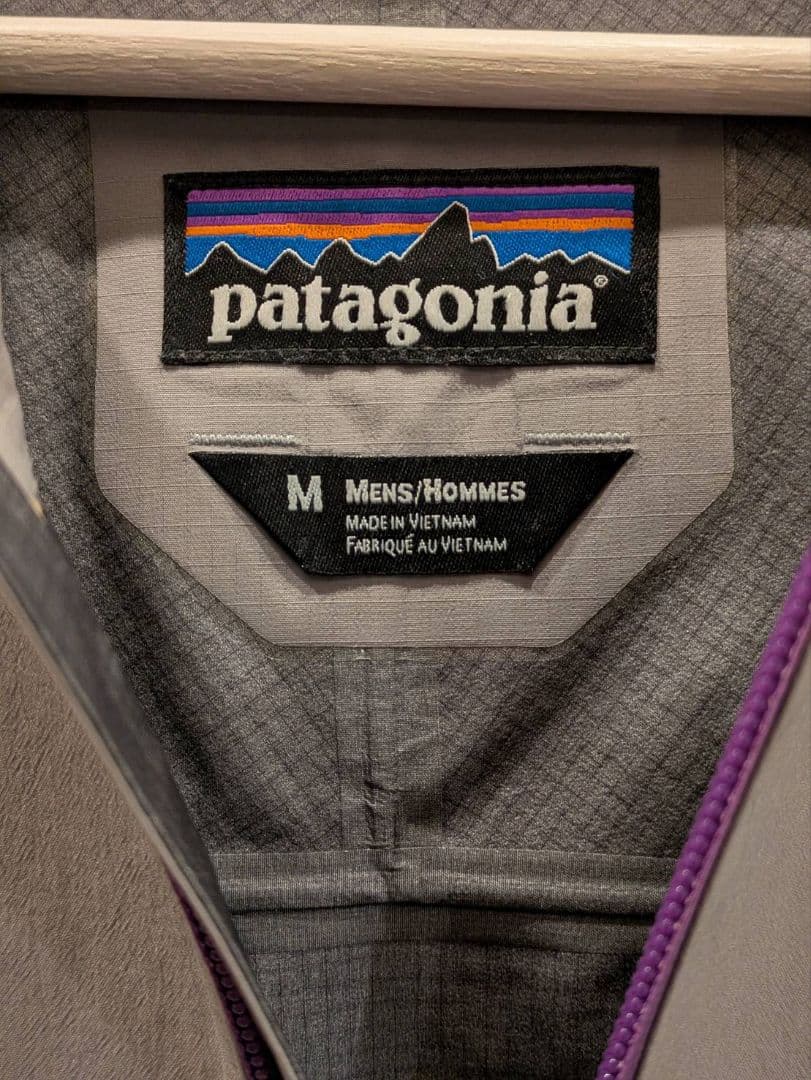 patagonia®
M MENS/HOMMES
MADE IN VIETNAM
FABRIQUÉ AU VIETNAM